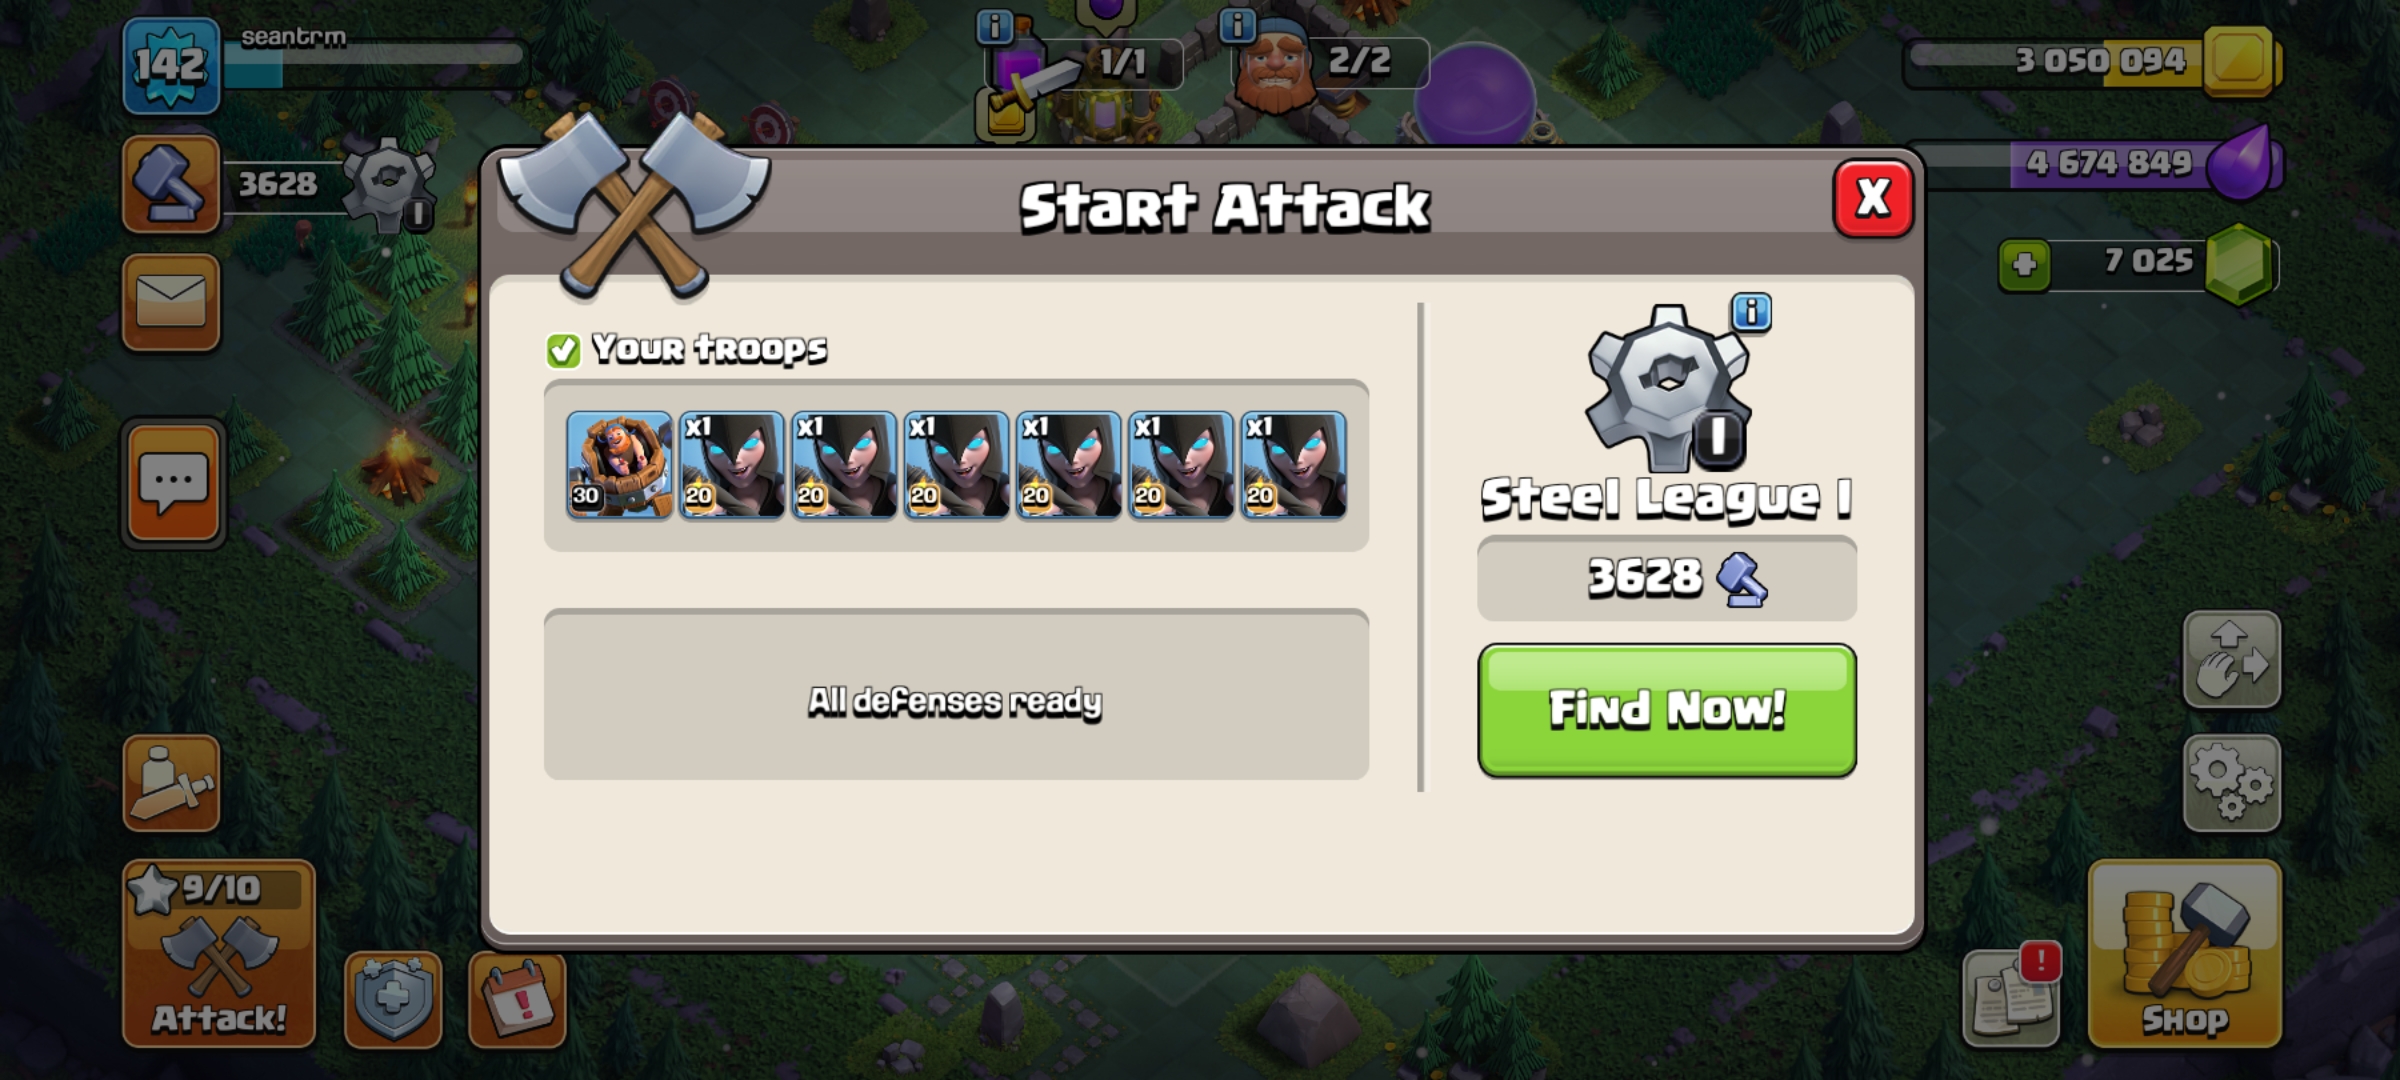 142
seantrm
1/1
2/2
3 050 094
3628
I
4 674 849
7 025
Start Attack
X
Your troops
30
x1
20
x1
20
x1
20
x1
20
x1
20
x1
20
I
Steel League I
3628
Find Now!
All defenses ready
9/10
Attack!
!
Shop